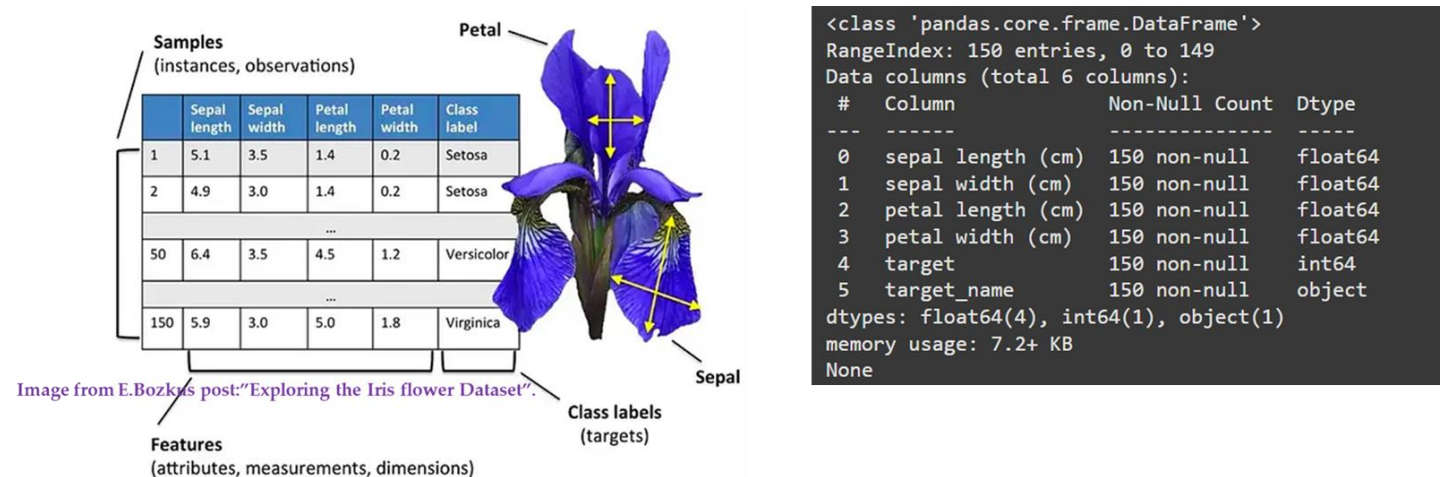 Samples
(instances, observations)
Petal
Sepal length Sepal width Petal length Petal width Class label
1 5.1 3.5 1.4 0.2 Setosa
2 4.9 3.0 1.4 0.2 Setosa
...
50 6.4 3.5 4.5 1.2 Versicolor
...
150 5.9 3.0 5.0 1.8 Virginica
Sepal
Image from E.Bozkus post:"Exploring the Iris flower Dataset".
Class labels
(targets)
Features
(attributes, measurements, dimensions)
<class 'pandas.core.frame.DataFrame'>
RangeIndex: 150 entries, 0 to 149
Data columns (total 6 columns):
# Column Non-Null Count Dtype
--- ------ -------------- -----
0 sepal length (cm) 150 non-null float64
1 sepal width (cm) 150 non-null float64
2 petal length (cm) 150 non-null float64
3 petal width (cm) 150 non-null float64
4 target 150 non-null int64
5 target_name 150 non-null object
dtypes: float64(4), int64(1), object(1)
memory usage: 7.2+ KB
None